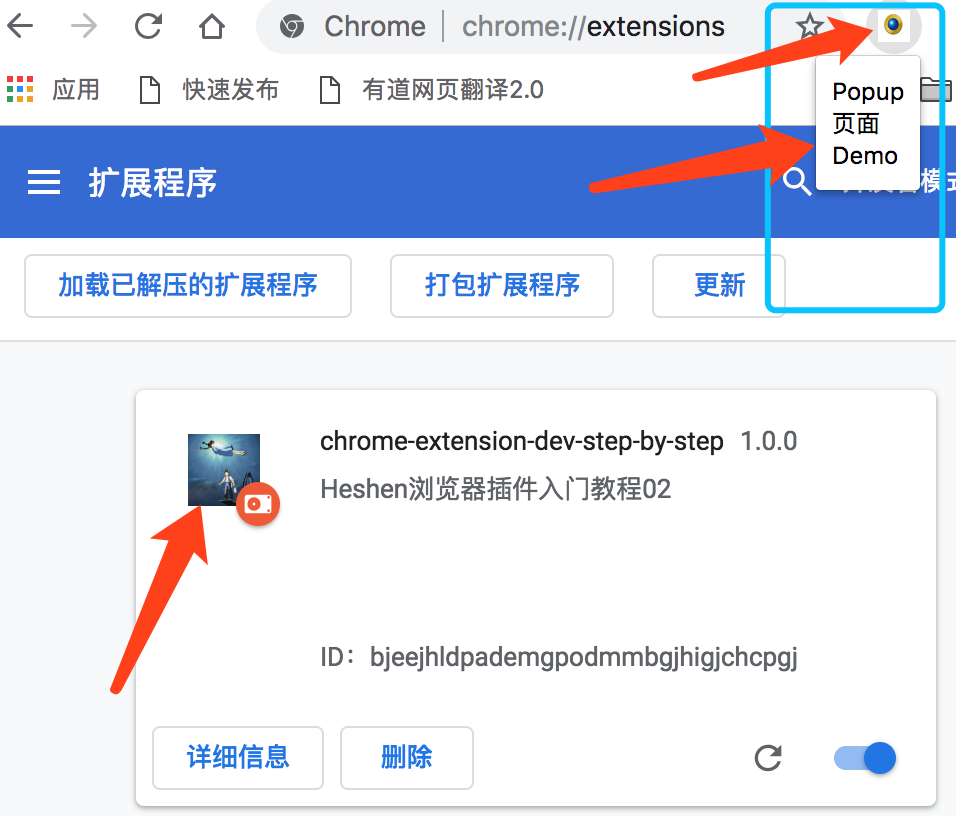 Chrome chrome://extensions
应用 快速发布 有道网页翻译2.0
Popup
页面
Demo
扩展程序
加载已解压的扩展程序 打包扩展程序 更新
chrome-extension-dev-step-by-step 1.0.0
Heshen浏览器插件入门教程02
ID：bjeejhldpademgpodmmbgjhigjchcpgj
详细信息 删除